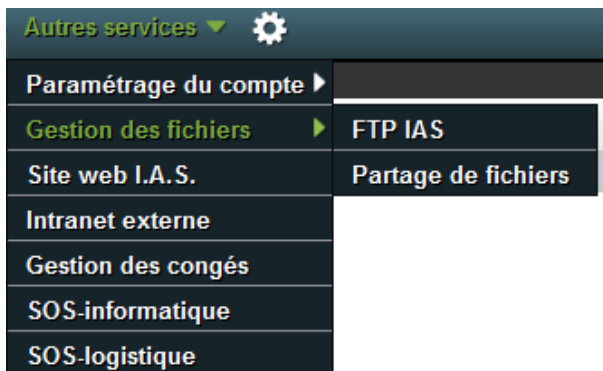 Autres services
Paramétrage du compte
Gestion des fichiers
FTP IAS
Site web I.A.S.
Partage de fichiers
Intranet externe
Gestion des congés
SOS-informatique
SOS-logistique